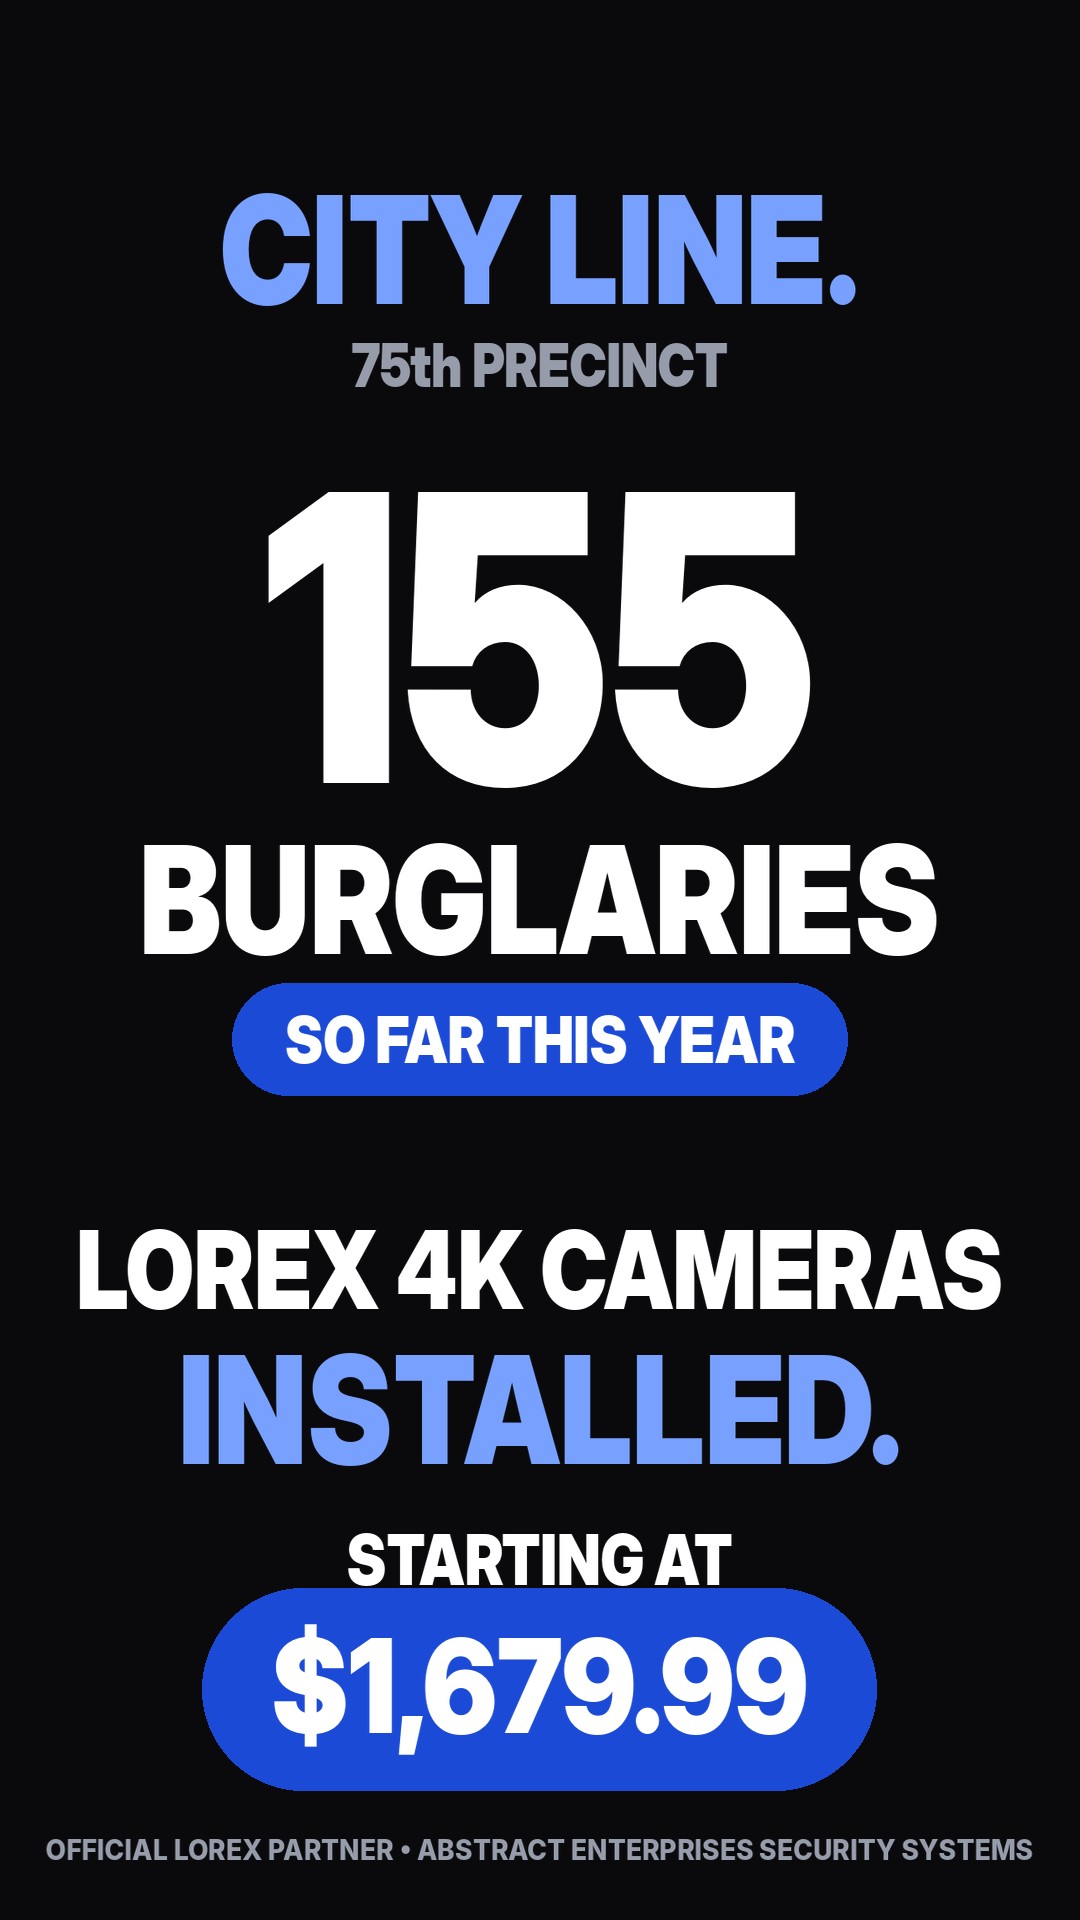 CITY LINE.
75th PRECINCT
155
BURGLARIES
SO FAR THIS YEAR
LOREX 4K CAMERAS
INSTALLED.
STARTING AT
$1,679.99
OFFICIAL LOREX PARTNER • ABSTRACT ENTERPRISES SECURITY SYSTEMS